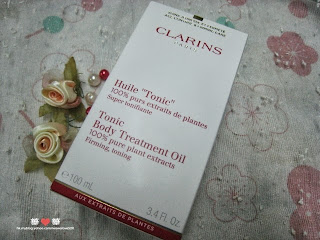 CLARINS
PARIS
Huile "Tonic"
100% purs extraits de plantes
Super-tonifiante
Tonic
Body Treatment Oil
100% pure plant extracts
Firming, toning
e 100 ml
3.4 Fl. Oz.
AUX EXTRAITS DE PLANTES